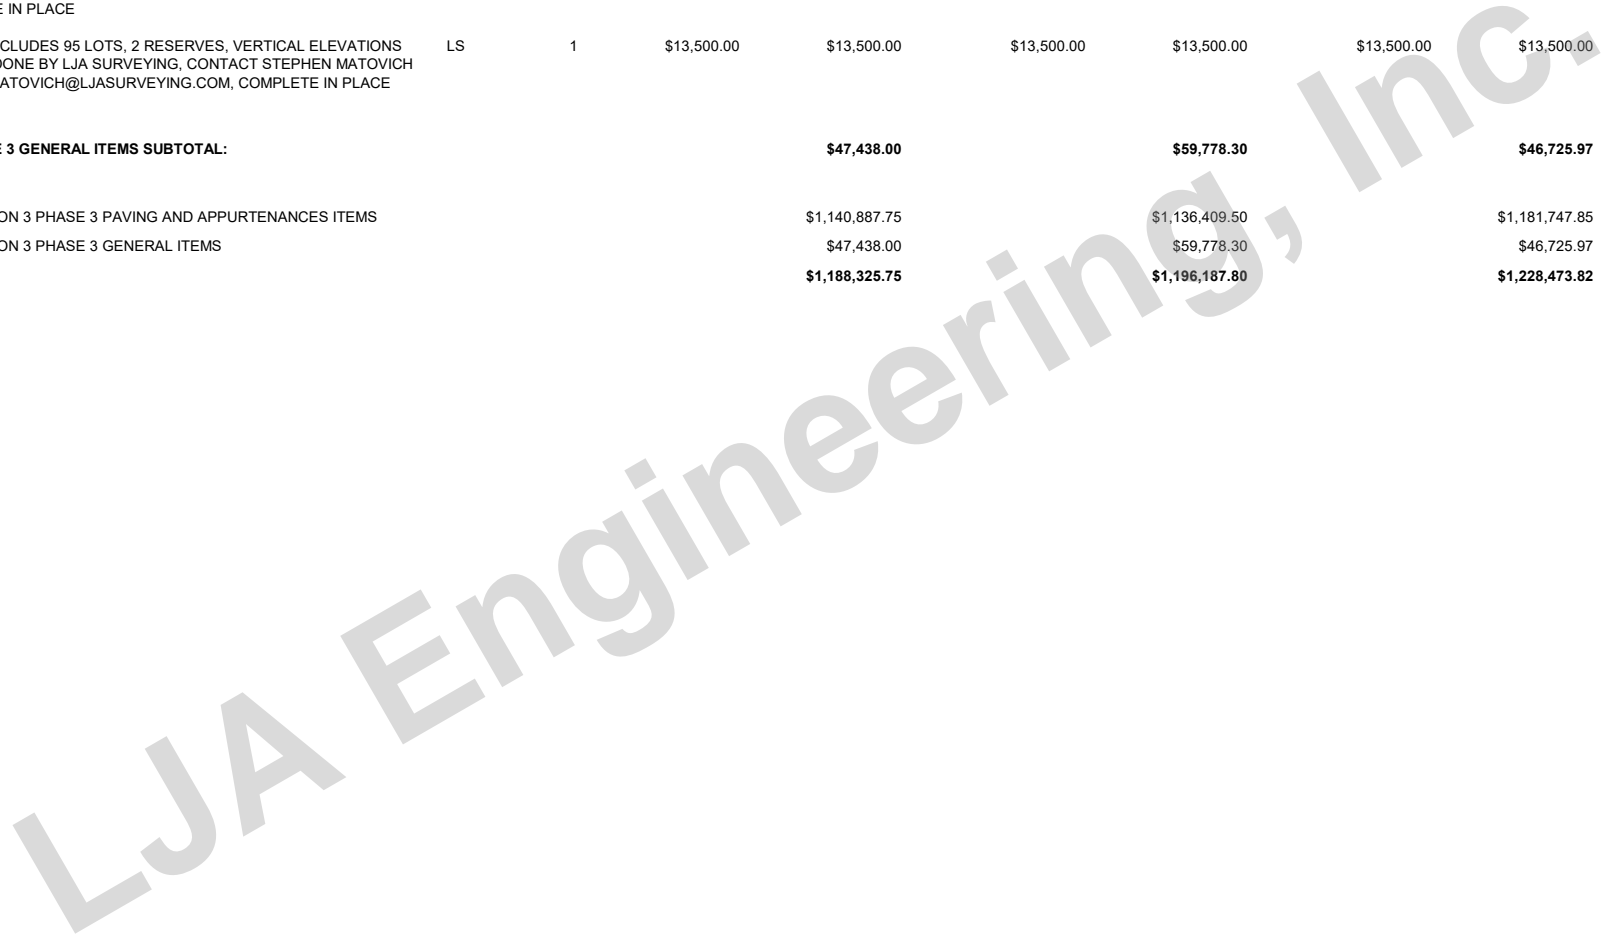 E IN PLACE
CLUDES 95 LOTS, 2 RESERVES, VERTICAL ELEVATIONS LS 1 $13,500.00 $13,500.00 $13,500.00 $13,500.00 $13,500.00 $13,500.00
DONE BY LJA SURVEYING, CONTACT STEPHEN MATOVICH
ATOVICH@LJASURVEYING.COM, COMPLETE IN PLACE
E 3 GENERAL ITEMS SUBTOTAL: $47,438.00 $59,778.30 $46,725.97
ON 3 PHASE 3 PAVING AND APPURTENANCES ITEMS $1,140,887.75 $1,136,409.50 $1,181,747.85
ON 3 PHASE 3 GENERAL ITEMS $47,438.00 $59,778.30 $46,725.97
$1,188,325.75 $1,196,187.80 $1,228,473.82
LJA Engineering, Inc.